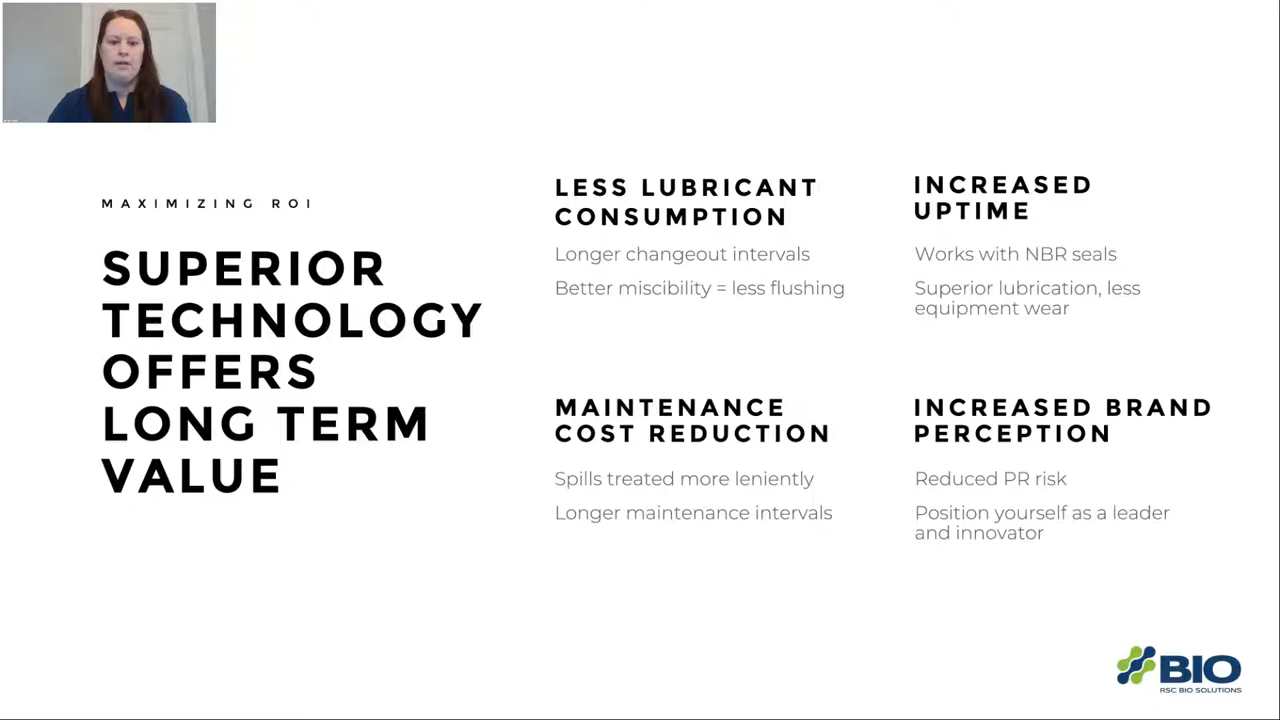 MAXIMIZING ROI
SUPERIOR
TECHNOLOGY
OFFERS
LONG TERM
VALUE
LESS LUBRICANT
CONSUMPTION
Longer changeout intervals
Better miscibility = less flushing
INCREASED
UPTIME
Works with NBR seals
Superior lubrication, less
equipment wear
MAINTENANCE
COST REDUCTION
Spills treated more leniently
Longer maintenance intervals
INCREASED BRAND
PERCEPTION
Reduced PR risk
Position yourself as a leader
and innovator
BIO
RSC BIO SOLUTIONS